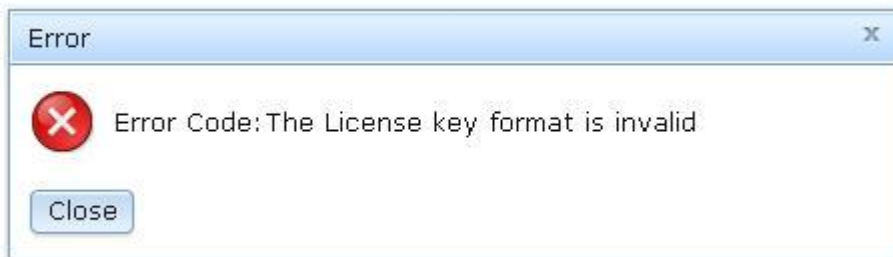 Error x
Error Code:The License key format is invalid
Close